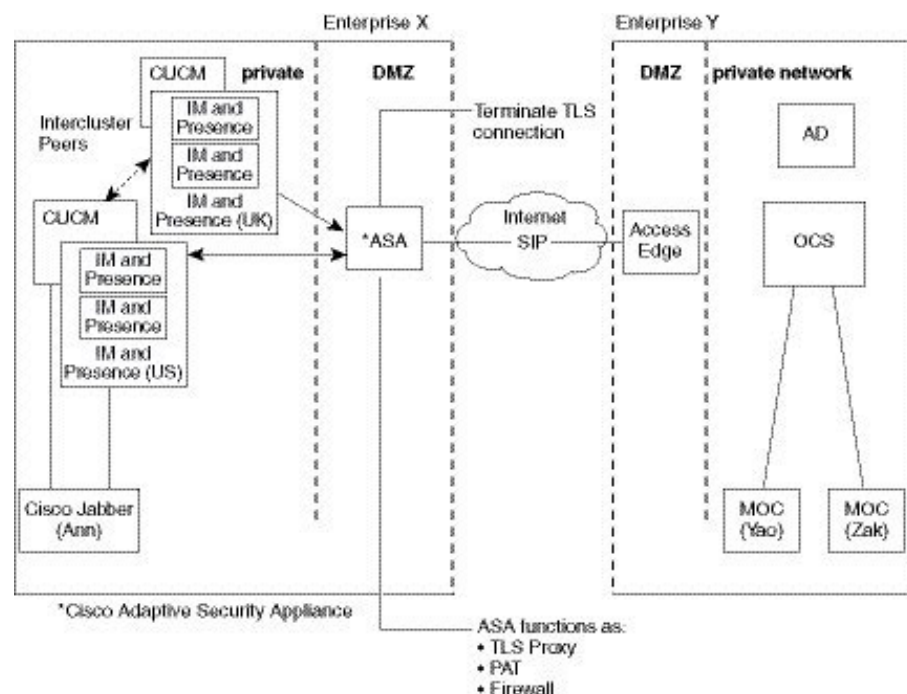 Enterprise X
Enterprise Y
CUCM
private
DMZ
DMZ
private network
Intercluster
Peers
IM and
Presence
IM and
Presence
IM and
Presence (UK)
Terminate TLS
connection
AD
CUCM
IM and
Presence
IM and
Presence
IM and
Presence (US)
*ASA
Internet
SIP
Access
Edge
OCS
Cisco Jabber
(Ann)
MOC
(Yao)
MOC
(Zak)
*Cisco Adaptive Security Appliance
ASA functions as:
• TLS Proxy
• PAT
• Firewall